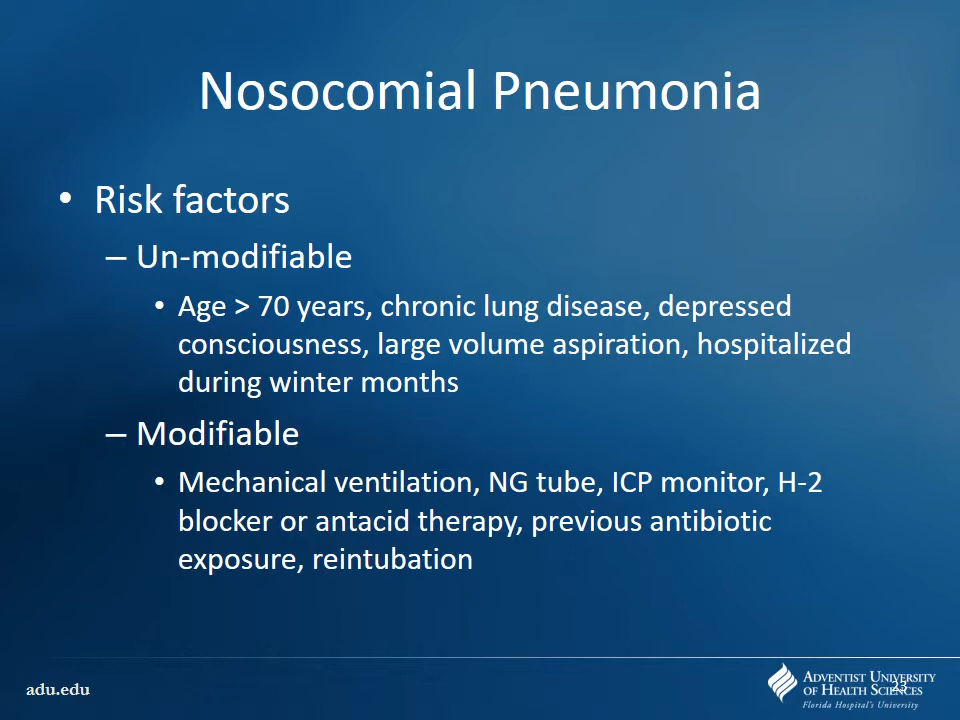 Nosocomial Pneumonia
• Risk factors
– Un-modifiable
• Age > 70 years, chronic lung disease, depressed
consciousness, large volume aspiration, hospitalized
during winter months
– Modifiable
• Mechanical ventilation, NG tube, ICP monitor, H-2
blocker or antacid therapy, previous antibiotic
exposure, reintubation
adu.edu
ADVENTIST UNIVERSITY
OF HEALTH SCIENCES
Florida Hospital's University
23